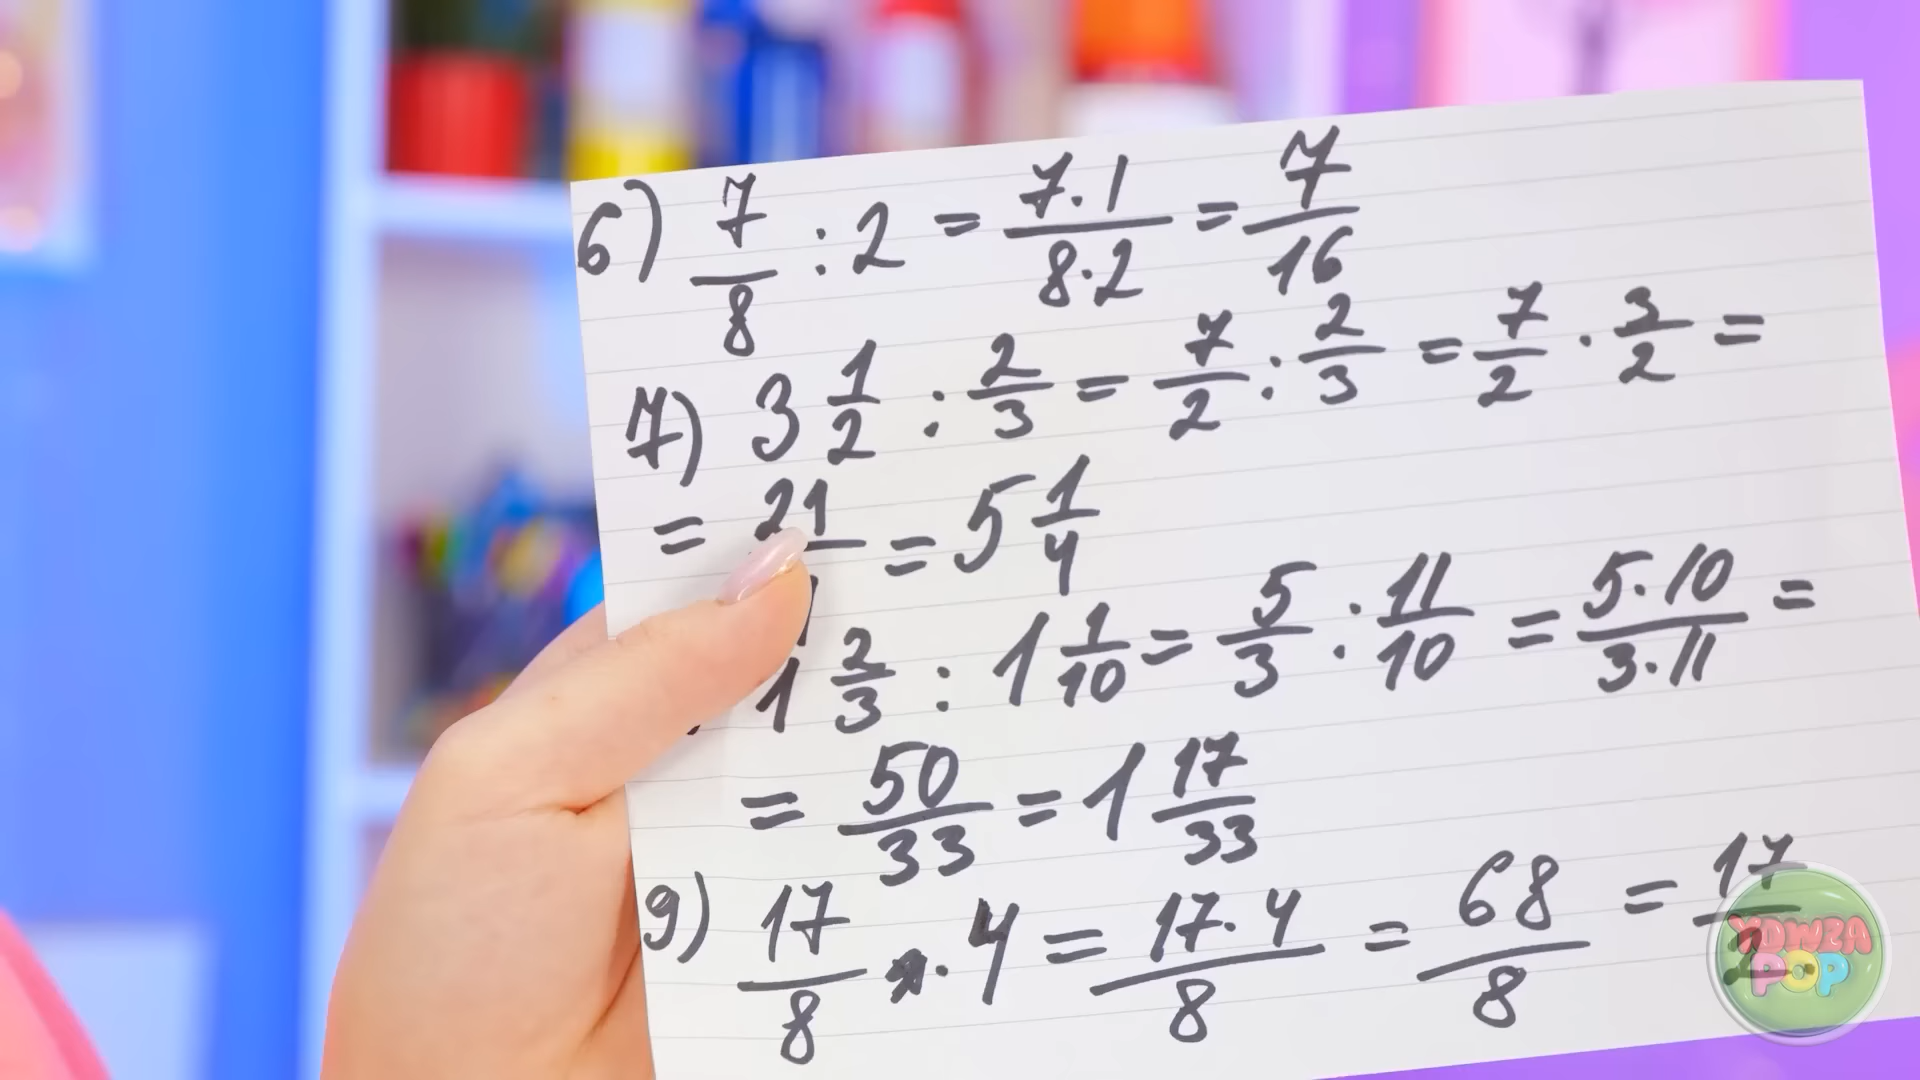 6) 7/8 : 2 = 7·1/8·2 = 7/16
7) 3 1/2 : 2/3 = 7/2 : 2/3 = 7/2 · 3/2 =
= 21/ = 5 1/4
1 2/3 : 1 1/10 = 5/3 : 11/10 = 5·10/3·11 =
= 50/33 = 1 17/33
9) 17/8 · 4 = 17·4/8 = 68/8 = 17/2
YOWZA
POP